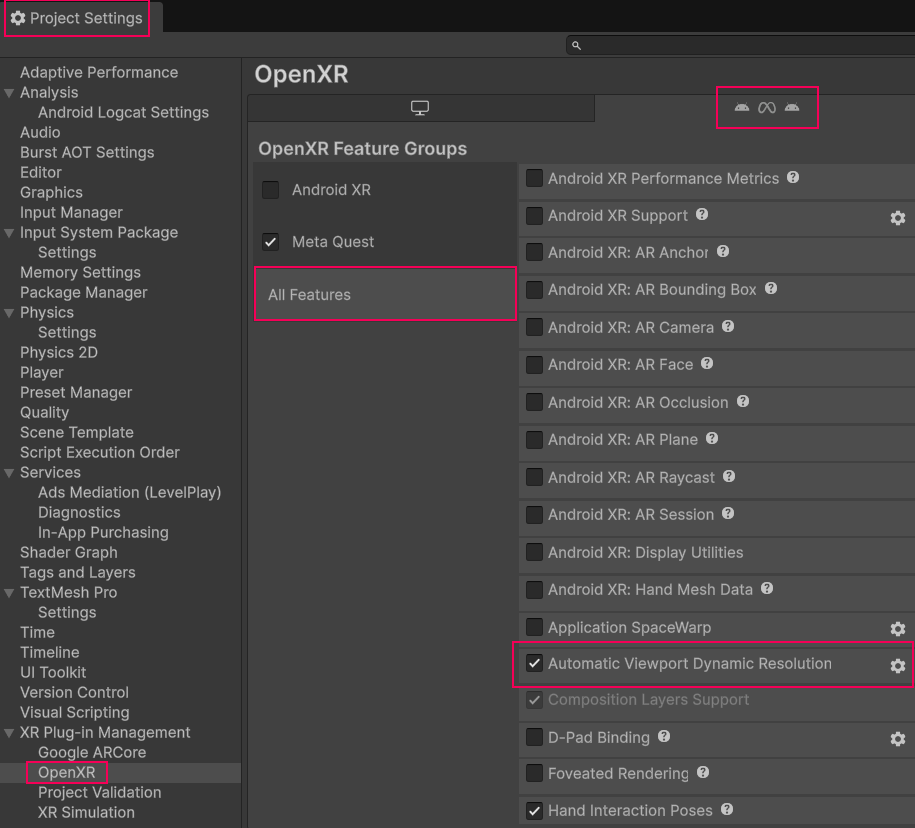 Project Settings
Adaptive Performance
Analysis
Android Logcat Settings
Audio
Burst AOT Settings
Editor
Graphics
Input Manager
Input System Package
Settings
Memory Settings
Package Manager
Physics
Settings
Physics 2D
Player
Preset Manager
Quality
Scene Template
Script Execution Order
Services
Ads Mediation (LevelPlay)
Diagnostics
In-App Purchasing
Shader Graph
Tags and Layers
TextMesh Pro
Settings
Time
Timeline
UI Toolkit
Version Control
Visual Scripting
XR Plug-in Management
Google ARCore
OpenXR
Project Validation
XR Simulation
OpenXR
OpenXR Feature Groups
Android XR
Meta Quest
All Features
Android XR Performance Metrics
Android XR Support
Android XR: AR Anchor
Android XR: AR Bounding Box
Android XR: AR Camera
Android XR: AR Face
Android XR: AR Occlusion
Android XR: AR Plane
Android XR: AR Raycast
Android XR: AR Session
Android XR: Display Utilities
Android XR: Hand Mesh Data
Application SpaceWarp
Automatic Viewport Dynamic Resolution
Composition Layers Support
D-Pad Binding
Foveated Rendering
Hand Interaction Poses